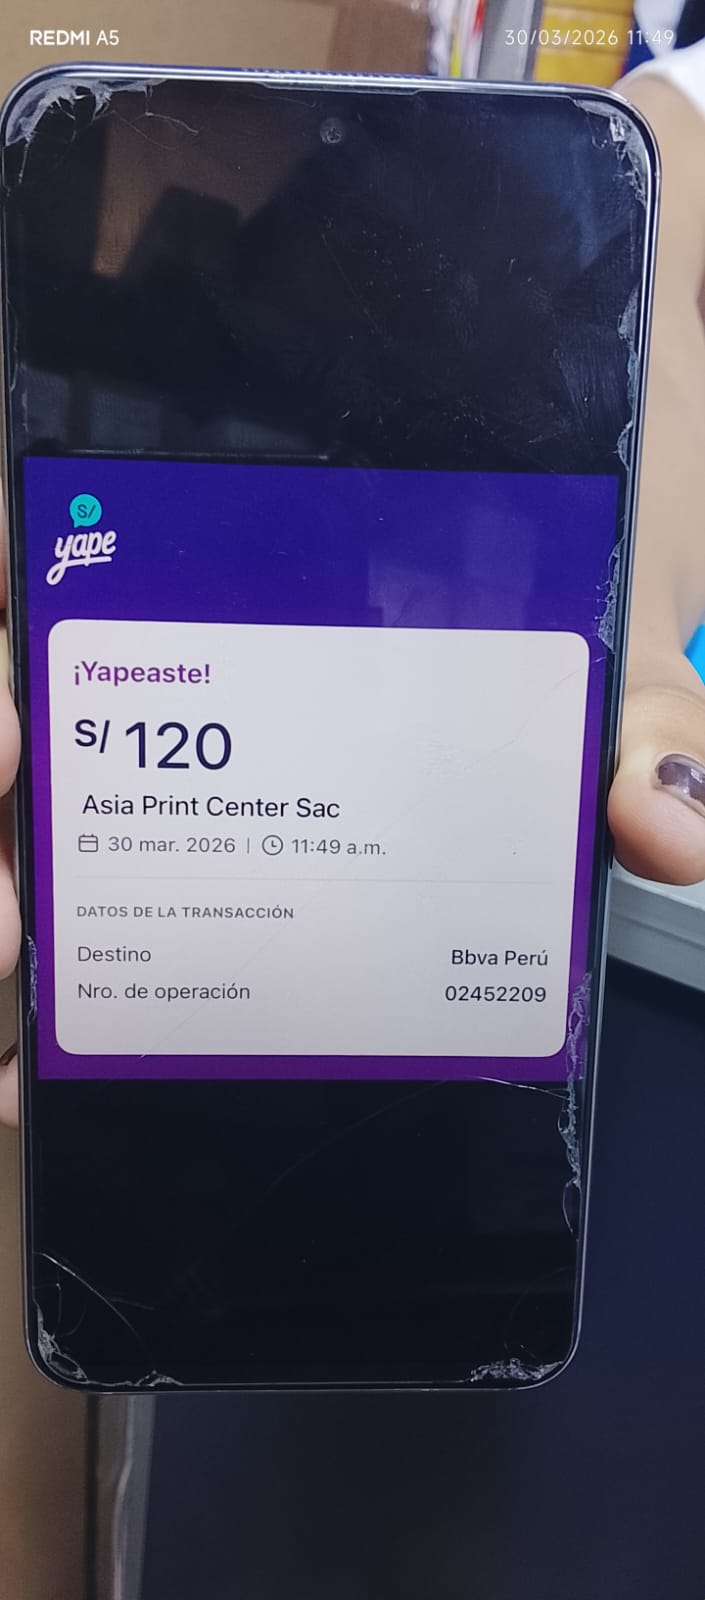 REDMI A5
30/03/2026 11:49
S/
yape
¡Yapeaste!
S/ 120
Asia Print Center Sac
30 mar. 2026 | 11:49 a.m.
DATOS DE LA TRANSACCIÓN
Destino Bbva Perú
Nro. de operación 02452209